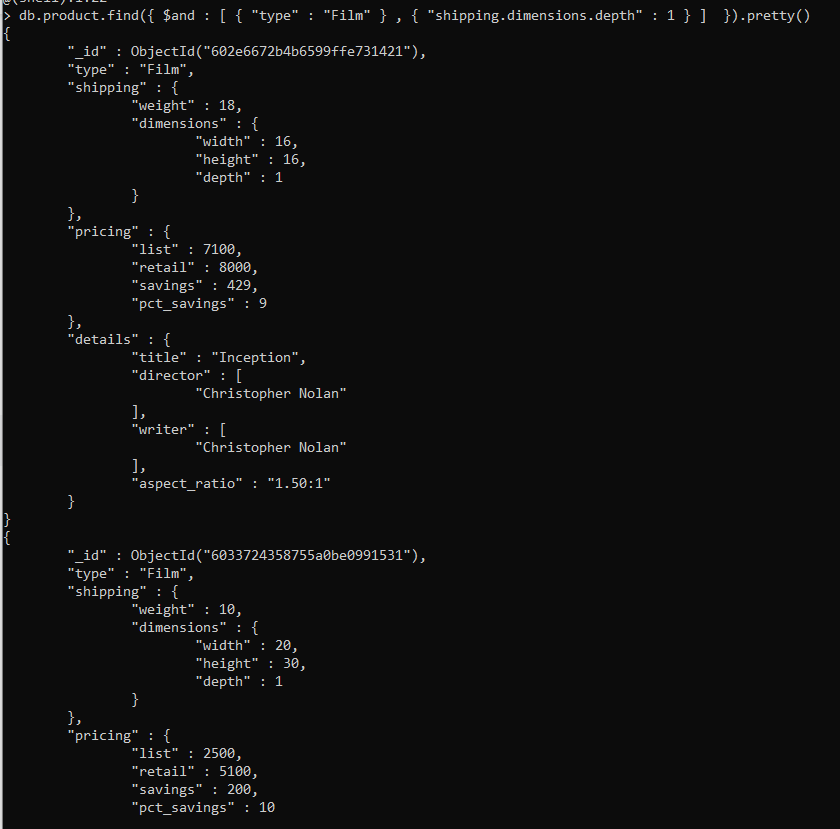 @(shell):1:22
> db.product.find({ $and : [ { "type" : "Film" } , { "shipping.dimensions.depth" : 1 } ]  }).pretty()
{
        "_id" : ObjectId("602e6672b4b6599ffe731421"),
        "type" : "Film",
        "shipping" : {
                "weight" : 18,
                "dimensions" : {
                        "width" : 16,
                        "height" : 16,
                        "depth" : 1
                }
        },
        "pricing" : {
                "list" : 7100,
                "retail" : 8000,
                "savings" : 429,
                "pct_savings" : 9
        },
        "details" : {
                "title" : "Inception",
                "director" : [
                        "Christopher Nolan"
                ],
                "writer" : [
                        "Christopher Nolan"
                ],
                "aspect_ratio" : "1.50:1"
        }
}
{
        "_id" : ObjectId("6033724358755a0be0991531"),
        "type" : "Film",
        "shipping" : {
                "weight" : 10,
                "dimensions" : {
                        "width" : 20,
                        "height" : 30,
                        "depth" : 1
                }
        },
        "pricing" : {
                "list" : 2500,
                "retail" : 5100,
                "savings" : 200,
                "pct_savings" : 10